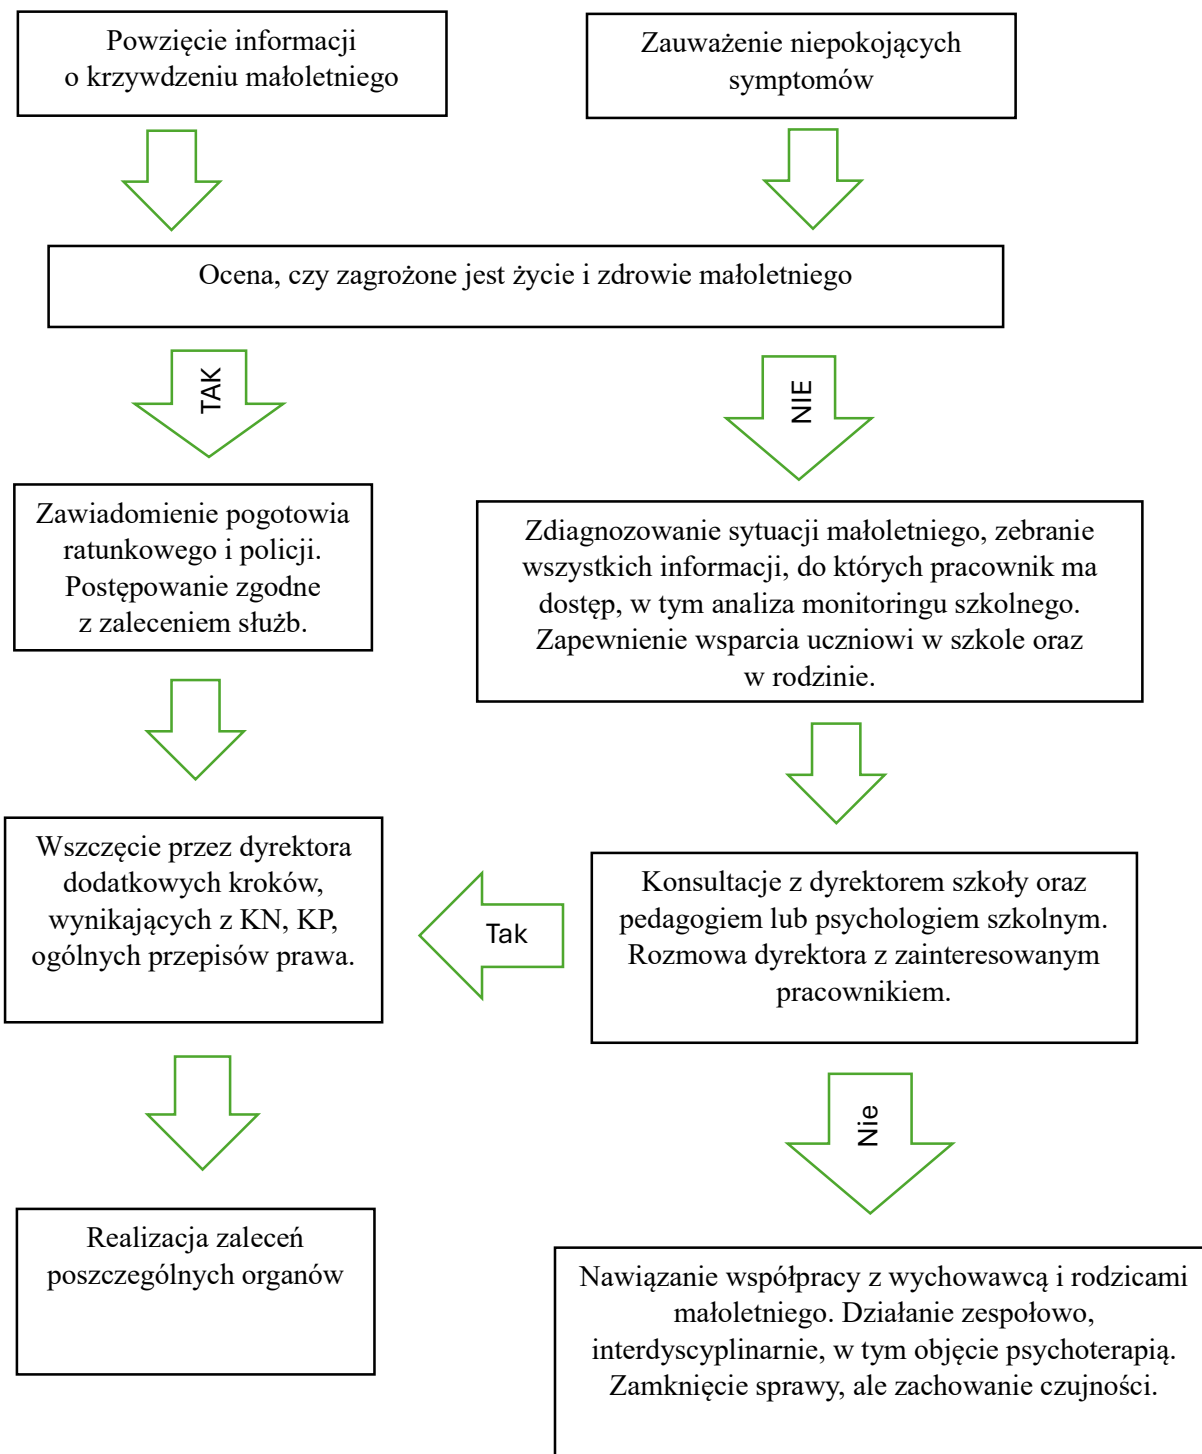 Powzięcie informacji
o krzywdzeniu małoletniego
Zauważenie niepokojących
symptomów
Ocena, czy zagrożone jest życie i zdrowie małoletniego
TAK
NIE
Zawiadomienie pogotowia
ratunkowego i policji.
Postępowanie zgodne
z zaleceniem służb.
Zdiagnozowanie sytuacji małoletniego, zebranie
wszystkich informacji, do których pracownik ma
dostęp, w tym analiza monitoringu szkolnego.
Zapewnienie wsparcia uczniowi w szkole oraz
w rodzinie.
Wszczęcie przez dyrektora
dodatkowych kroków,
wynikających z KN, KP,
ogólnych przepisów prawa.
Tak
Konsultacje z dyrektorem szkoły oraz
pedagogiem lub psychologiem szkolnym.
Rozmowa dyrektora z zainteresowanym
pracownikiem.
Nie
Realizacja zaleceń
poszczególnych organów
Nawiązanie współpracy z wychowawcą i rodzicami
małoletniego. Działanie zespołowo,
interdyscyplinarnie, w tym objęcie psychoterapią.
Zamknięcie sprawy, ale zachowanie czujności.